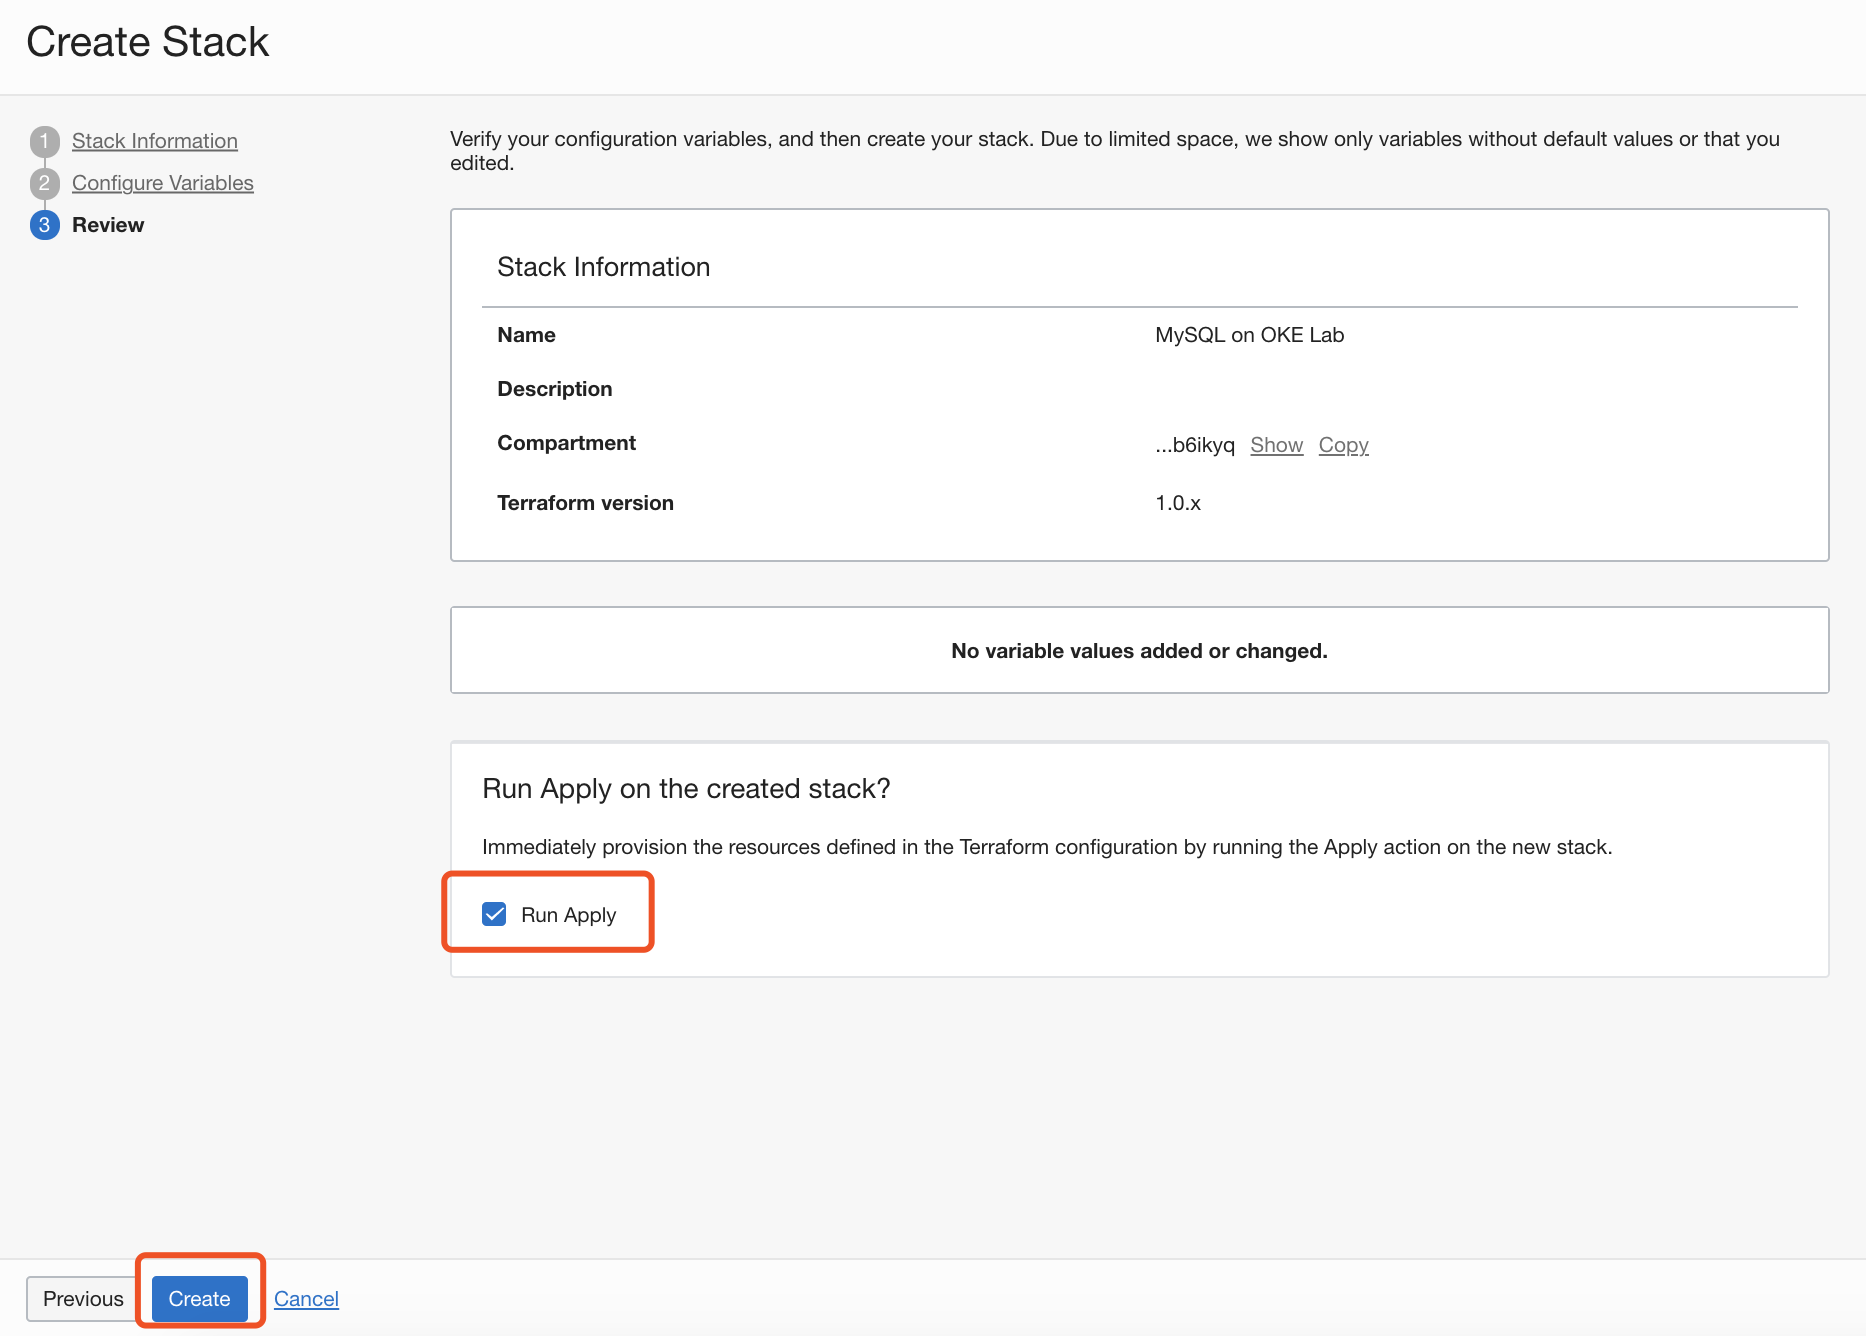 Create Stack
1 Stack Information
2 Configure Variables
3 Review
Verify your configuration variables, and then create your stack. Due to limited space, we show only variables without default values or that you
edited.
Stack Information
Name MySQL on OKE Lab
Description
Compartment ...b6ikyq Show Copy
Terraform version 1.0.x
No variable values added or changed.
Run Apply on the created stack?
Immediately provision the resources defined in the Terraform configuration by running the Apply action on the new stack.
Run Apply
Previous Create Cancel